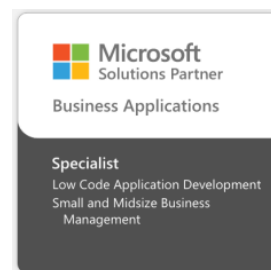 Microsoft
Solutions Partner
Business Applications
Specialist
Low Code Application Development
Small and Midsize Business
Management